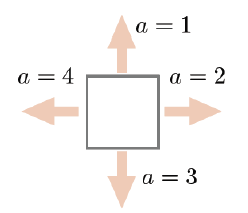 a = 1
a = 4
a = 2
a = 3